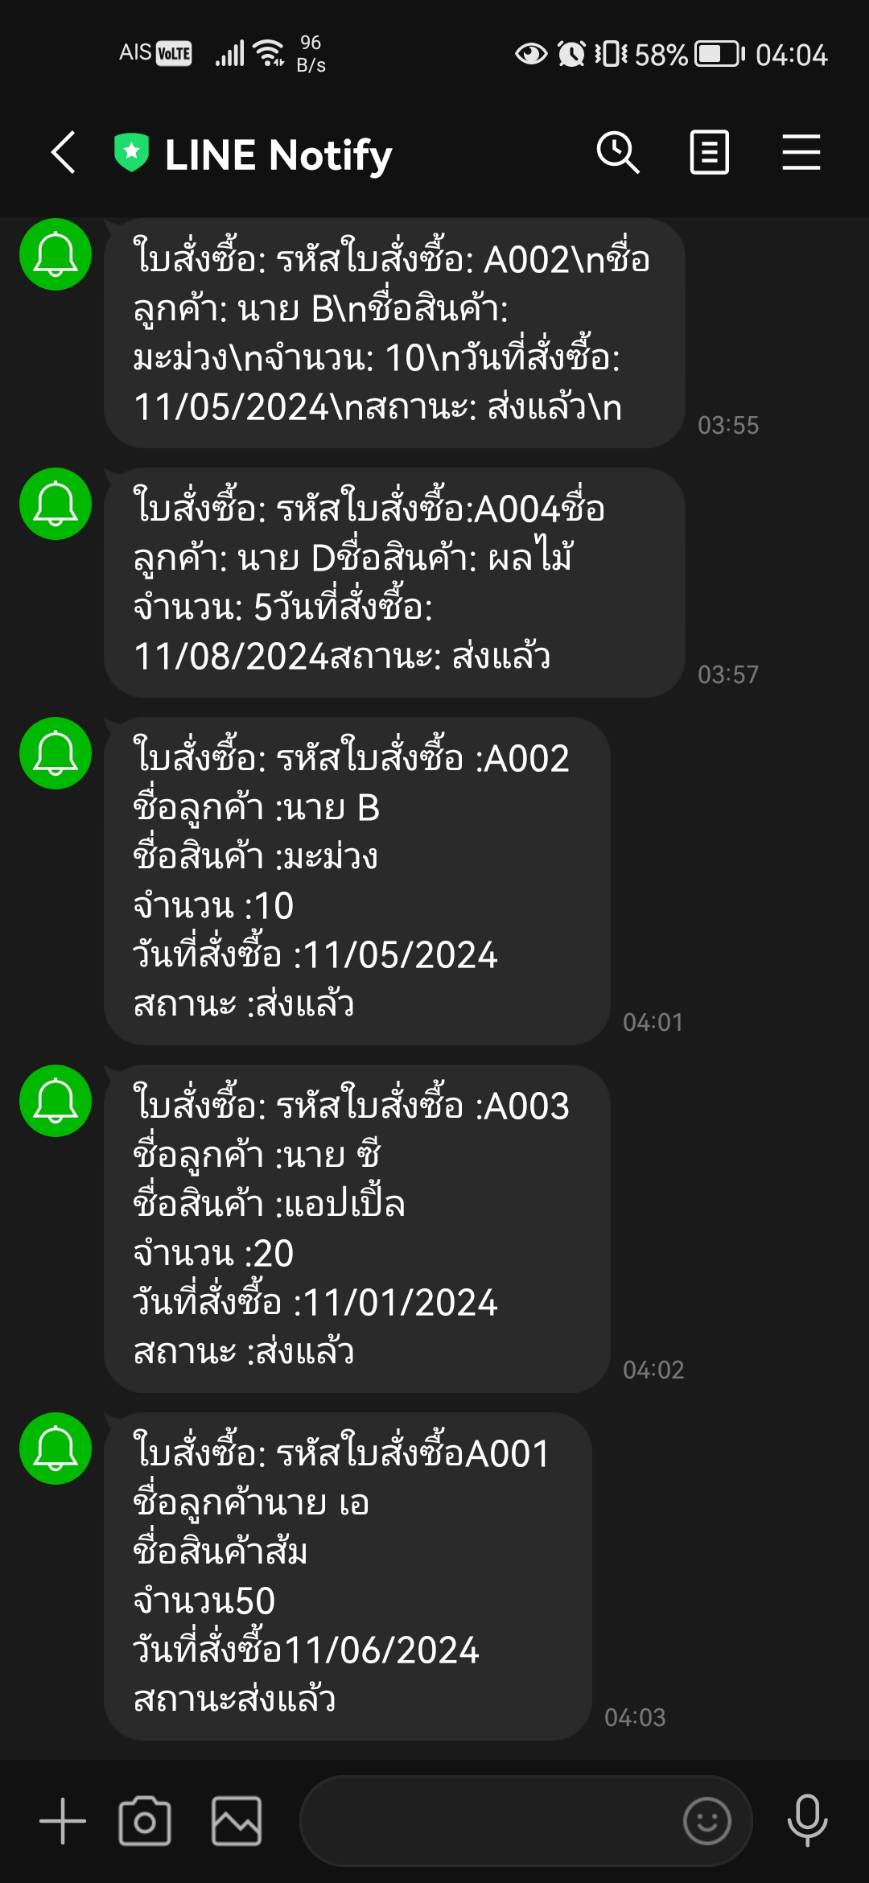 AIS VoLTE 96 B/s 58% 04:04
LINE Notify
ใบสั่งซื้อ: รหัสใบสั่งซื้อ: A002\nชื่อ
ลูกค้า: นาย B\nชื่อสินค้า:
มะม่วง\nจำนวน: 10\nวันที่สั่งซื้อ:
11/05/2024\nสถานะ: ส่งแล้ว\n
03:55
ใบสั่งซื้อ: รหัสใบสั่งซื้อ:A004ชื่อ
ลูกค้า: นาย Dชื่อสินค้า: ผลไม้
จำนวน: 5วันที่สั่งซื้อ:
11/08/2024สถานะ: ส่งแล้ว
03:57
ใบสั่งซื้อ: รหัสใบสั่งซื้อ :A002
ชื่อลูกค้า :นาย B
ชื่อสินค้า :มะม่วง
จำนวน :10
วันที่สั่งซื้อ :11/05/2024
สถานะ :ส่งแล้ว
04:01
ใบสั่งซื้อ: รหัสใบสั่งซื้อ :A003
ชื่อลูกค้า :นาย ซี
ชื่อสินค้า :แอปเปิ้ล
จำนวน :20
วันที่สั่งซื้อ :11/01/2024
สถานะ :ส่งแล้ว
04:02
ใบสั่งซื้อ: รหัสใบสั่งซื้อA001
ชื่อลูกค้านาย เอ
ชื่อสินค้าส้ม
จำนวน50
วันที่สั่งซื้อ11/06/2024
สถานะส่งแล้ว
04:03